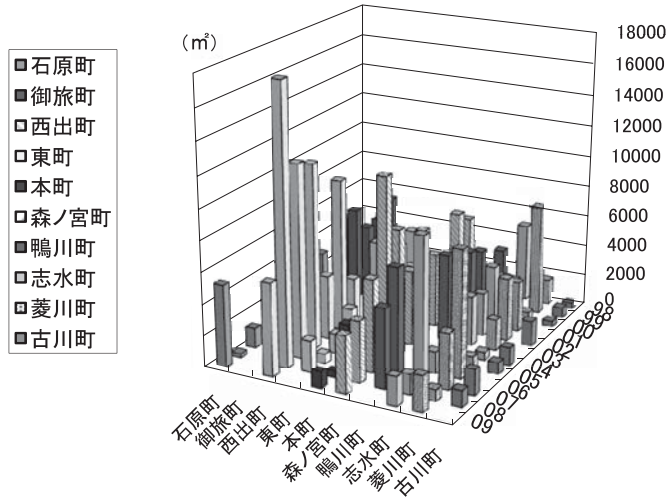 (㎡)
18000
16000
14000
12000
10000
8000
6000
4000
2000
0
石原町
御旅町
西出町
東町
本町
森ノ宮町
鴨川町
志水町
菱川町
古川町
石原町
御旅町
西出町
東町
本町
森ノ宮町
鴨川町
志水町
菱川町
古川町